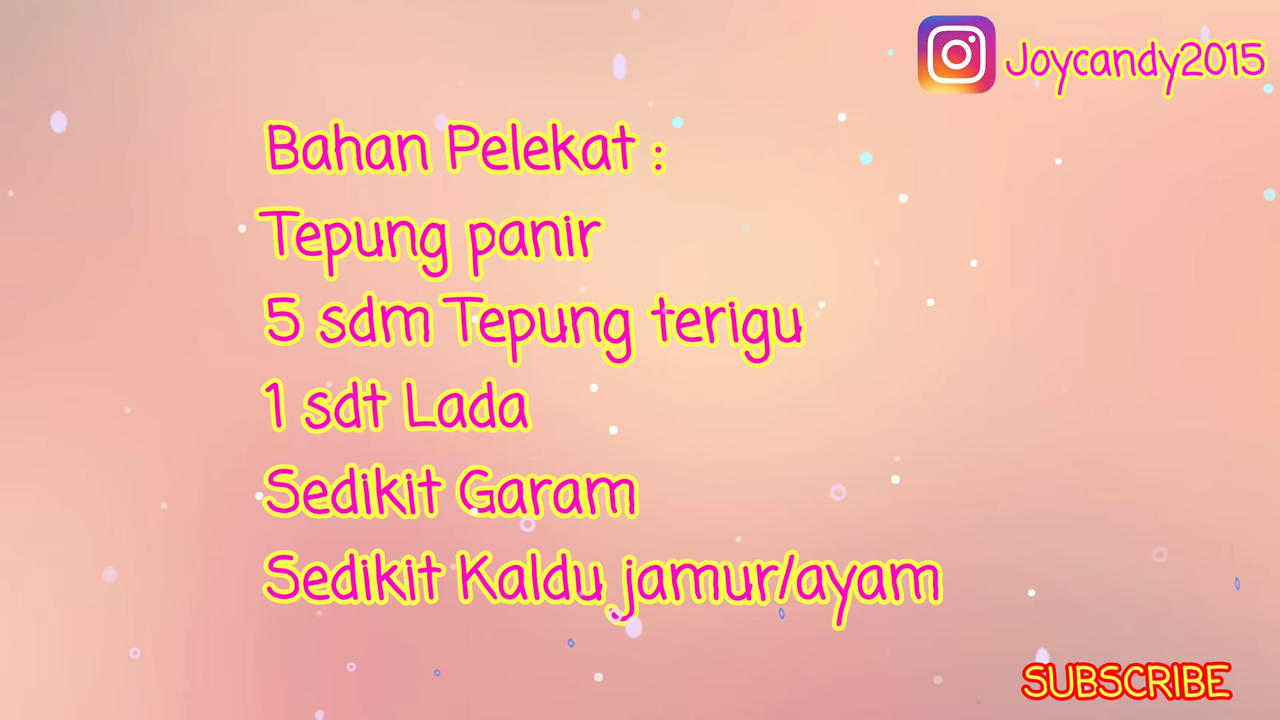 Joycandy2015
Bahan Pelekat :
Tepung panir
5 sdm Tepung terigu
1 sdt Lada
Sedikit Garam
Sedikit Kaldu jamur/ayam
SUBSCRIBE